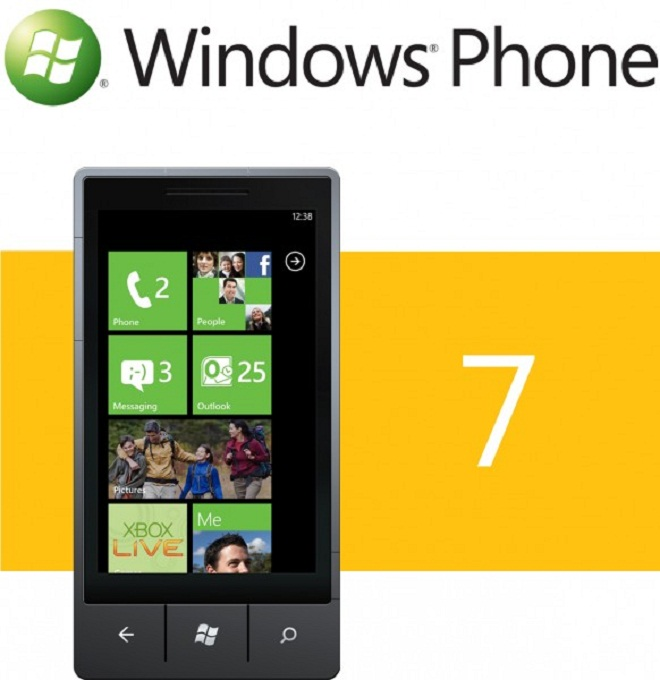 Windows® Phone
®
12:38
2
f
Phone
People
;-) 3
25
Messaging
Outlook
Pictures
XBOX
LIVE
Me
7